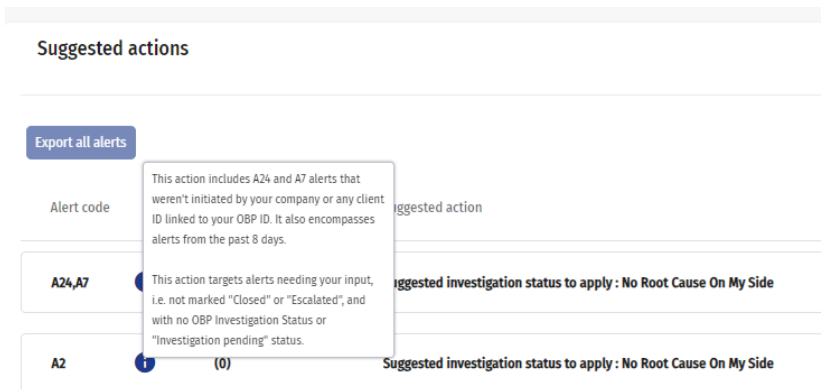 Suggested actions
Export all alerts
This action includes A24 and A7 alerts that
weren't initiated by your company or any client
ID linked to your OBP ID. It also encompasses
alerts from the past 8 days.
This action targets alerts needing your input,
i.e. not marked "Closed" or "Escalated", and
with no OBP Investigation Status or
"Investigation pending" status.
Alert code
uggested action
A24,A7
uggested investigation status to apply : No Root Cause On My Side
A2 i (0) Suggested investigation status to apply : No Root Cause On My Side